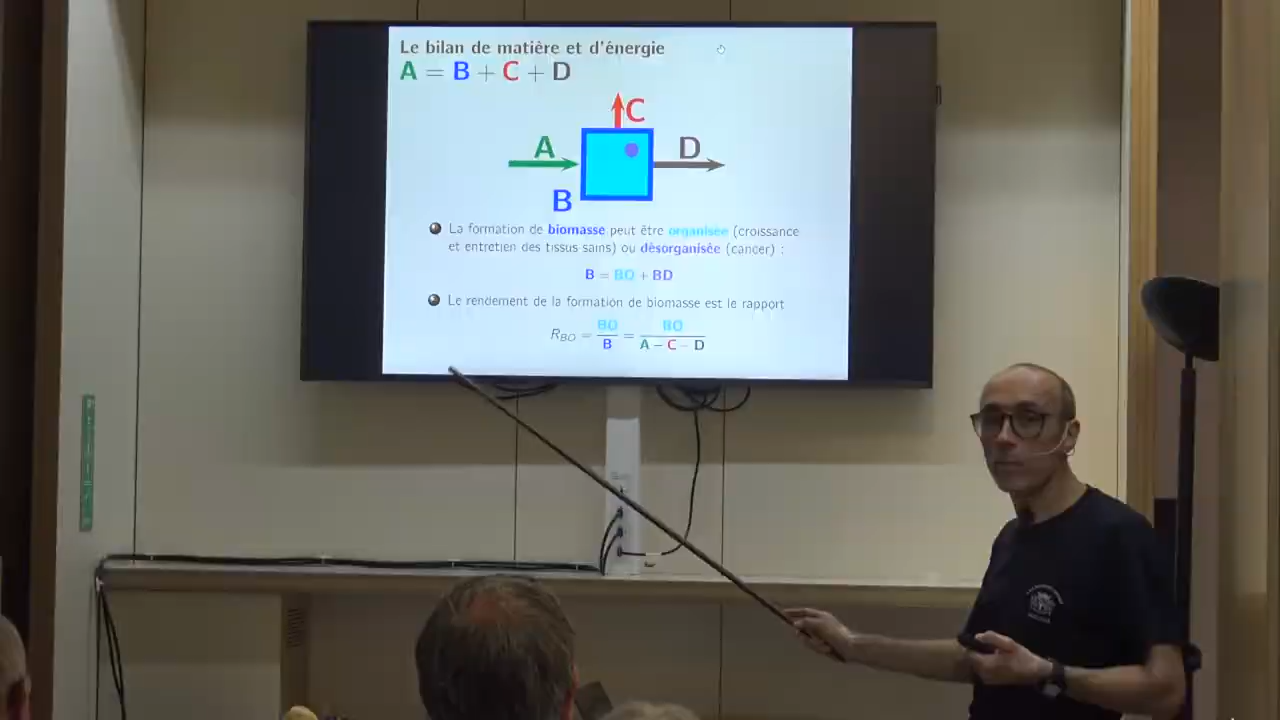 Le bilan de matière et d'énergie
A = B + C + D
C
A
D
B
La formation de biomasse peut être organisée (croissance
et entretien des tissus sains) ou désorganisée (cancer) :
B = BO + BD
Le rendement de la formation de biomasse est le rapport
R_BO = BO/B = BO/(A − C − D)